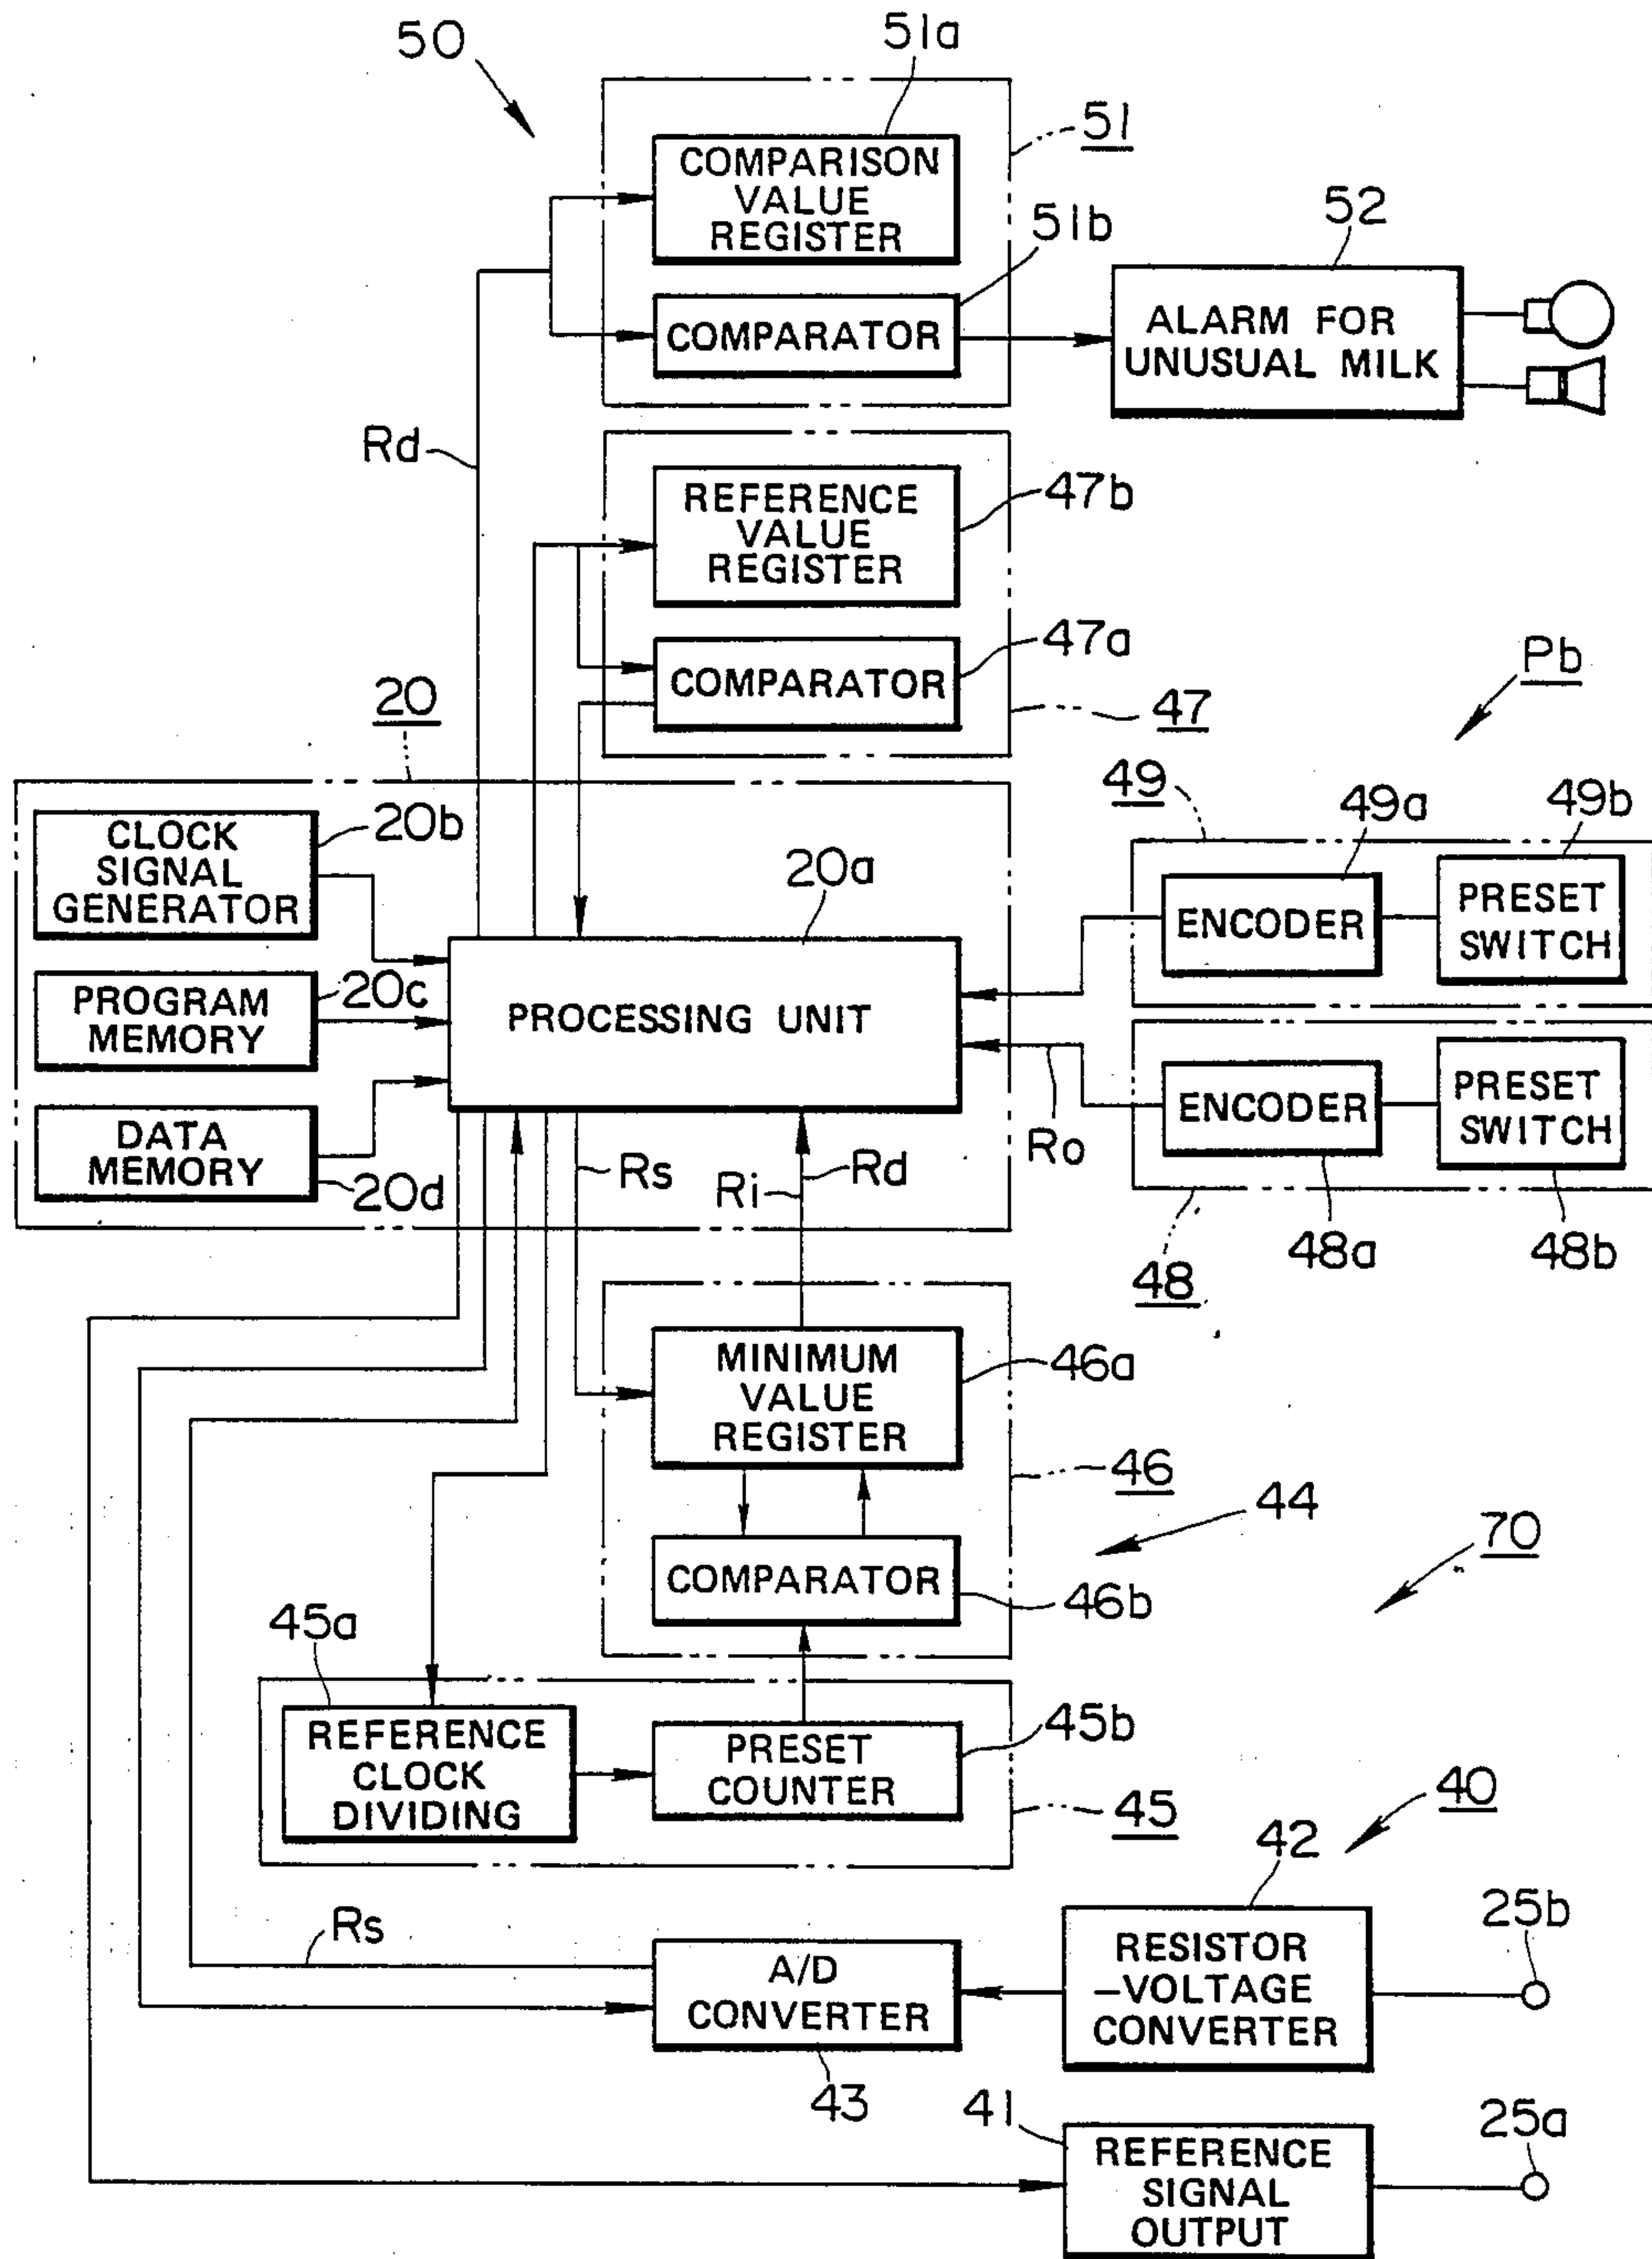 50
51a
COMPARISON
VALUE
REGISTER
51
51b
52
COMPARATOR
ALARM FOR
UNUSUAL MILK
Rd
REFERENCE
VALUE
REGISTER
47b
47a
COMPARATOR
47
Pb
20
CLOCK
SIGNAL
GENERATOR
20b
20a
49
49a
49b
ENCODER
PRESET
SWITCH
PROGRAM
MEMORY
20c
PROCESSING UNIT
DATA
MEMORY
20d
Rs
Ri
Rd
Ro
ENCODER
PRESET
SWITCH
48
48a
48b
MINIMUM
VALUE
REGISTER
46a
46
44
70
COMPARATOR
46b
45a
REFERENCE
CLOCK
DIVIDING
PRESET
COUNTER
45b
45
40
42
Rs
A/D
CONVERTER
43
RESISTOR
-VOLTAGE
CONVERTER
25b
41
REFERENCE
SIGNAL
OUTPUT
25a